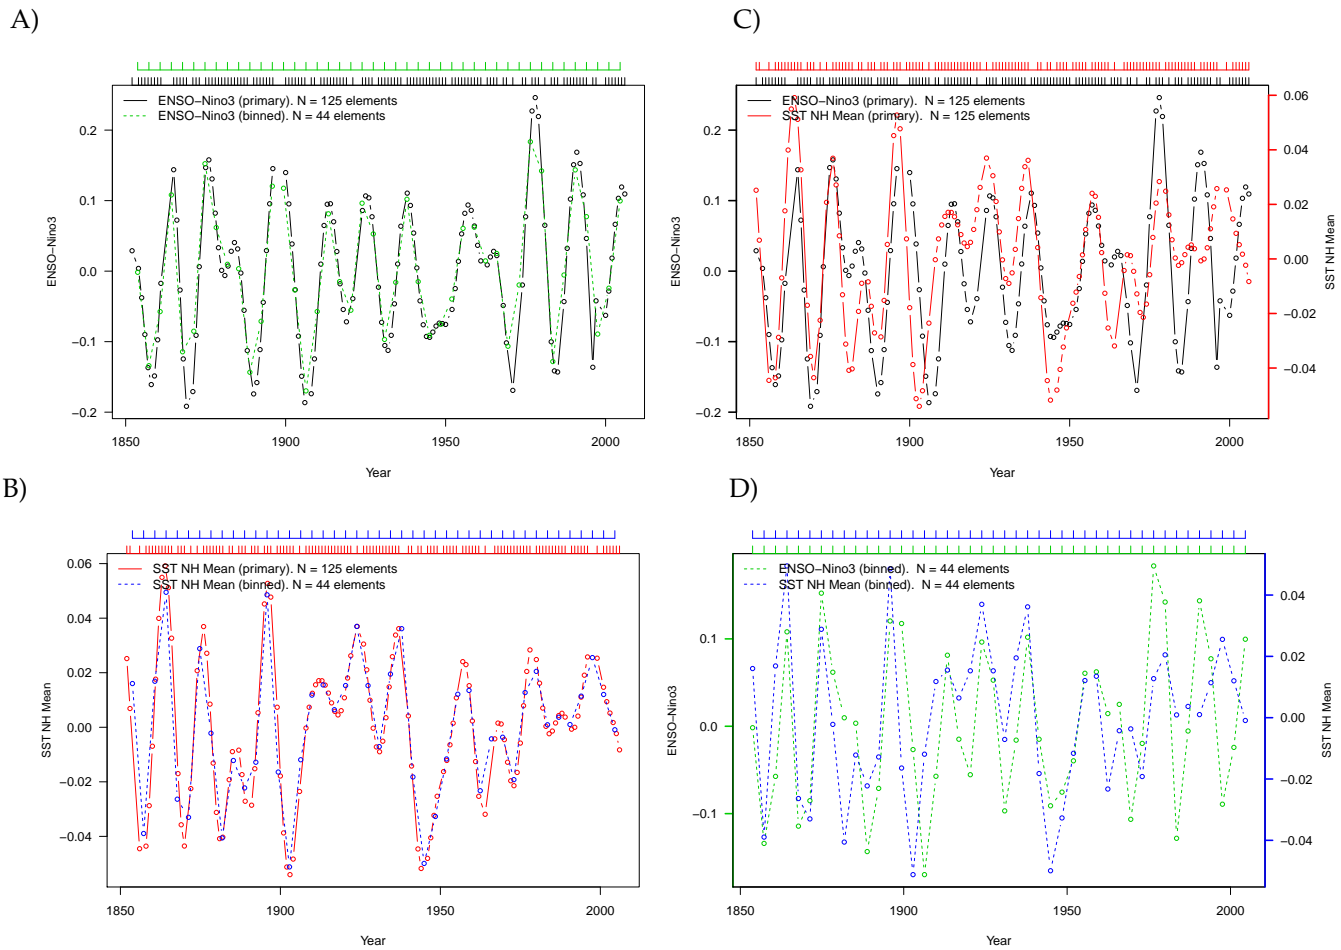 A)
ENSO−Nino3 (primary). N = 125 elements
ENSO−Nino3 (binned). N = 44 elements
ENSO−Nino3
0.2
0.1
0.0
−0.1
−0.2
1850 1900 1950 2000
Year
C)
ENSO−Nino3 (primary). N = 125 elements
SST NH Mean (primary). N = 125 elements
ENSO−Nino3
0.2
0.1
0.0
−0.1
−0.2
0.06
0.04
0.02
0.00
−0.02
−0.04
SST NH Mean
1850 1900 1950 2000
Year
B)
SST NH Mean (primary). N = 125 elements
SST NH Mean (binned). N = 44 elements
SST NH Mean
0.06
0.04
0.02
0.00
−0.02
−0.04
1850 1900 1950 2000
Year
D)
ENSO−Nino3 (binned). N = 44 elements
SST NH Mean (binned). N = 44 elements
ENSO−Nino3
0.1
0.0
−0.1
0.04
0.02
0.00
−0.02
−0.04
SST NH Mean
1850 1900 1950 2000
Year